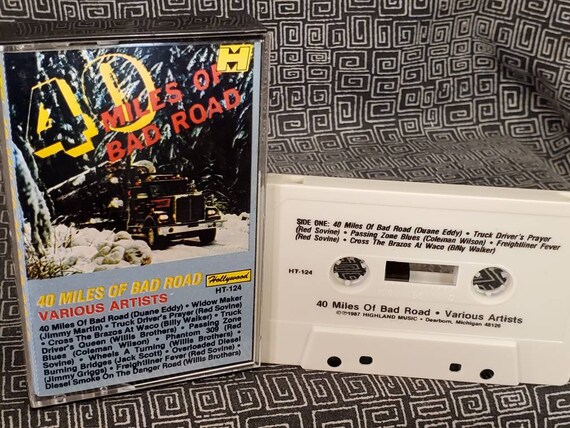 40
MILES OF
BAD ROAD
H
40 MILES OF BAD ROAD
Hollywood
HT-124
VARIOUS ARTISTS
40 Miles Of Bad Road (Duane Eddy) • Widow Maker
(Jimmy Martin) • Truck Driver's Prayer (Red Sovine)
• Cross The Brazos At Waco (Billy Walker) • Truck
Driver's Queen (Willis Brothers) • Passing Zone
Blues (Coleman Wilson) • Phantom 309 (Red
Sovine) • Wheels A Turning (Willis Brothers) •
Burning Bridges (Jack Scott) • Overloaded Diesel
(Jimmy Griggs) • Freightliner Fever (Red Sovine) •
Diesel Smoke On The Danger Road (Willis Brothers)
SIDE ONE: 40 Miles Of Bad Road (Duane Eddy) • Truck Driver's Prayer
(Red Sovine) • Passing Zone Blues (Coleman Wilson) • Freightliner Fever
(Red Sovine) • Cross The Brazos At Waco (Billy Walker)
HT-124
40 Miles Of Bad Road • Various Artists
©℗1987 HIGHLAND MUSIC • Dearborn, Michigan 48126